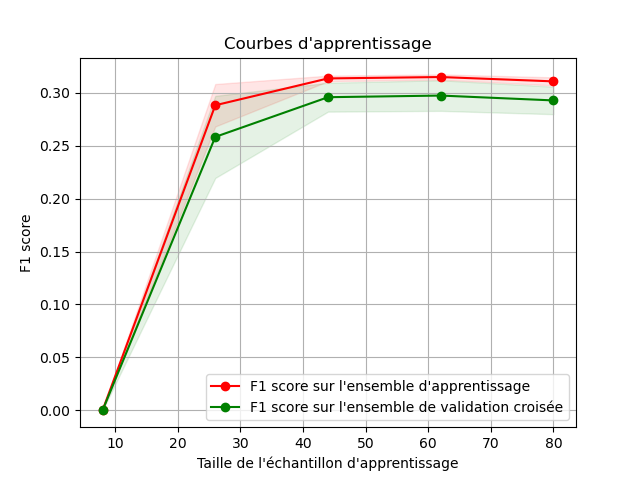 Courbes d'apprentissage
F1 score
0.30
0.25
0.20
0.15
0.10
0.05
0.00
F1 score sur l'ensemble d'apprentissage
F1 score sur l'ensemble de validation croisée
10 20 30 40 50 60 70 80
Taille de l'échantillon d'apprentissage